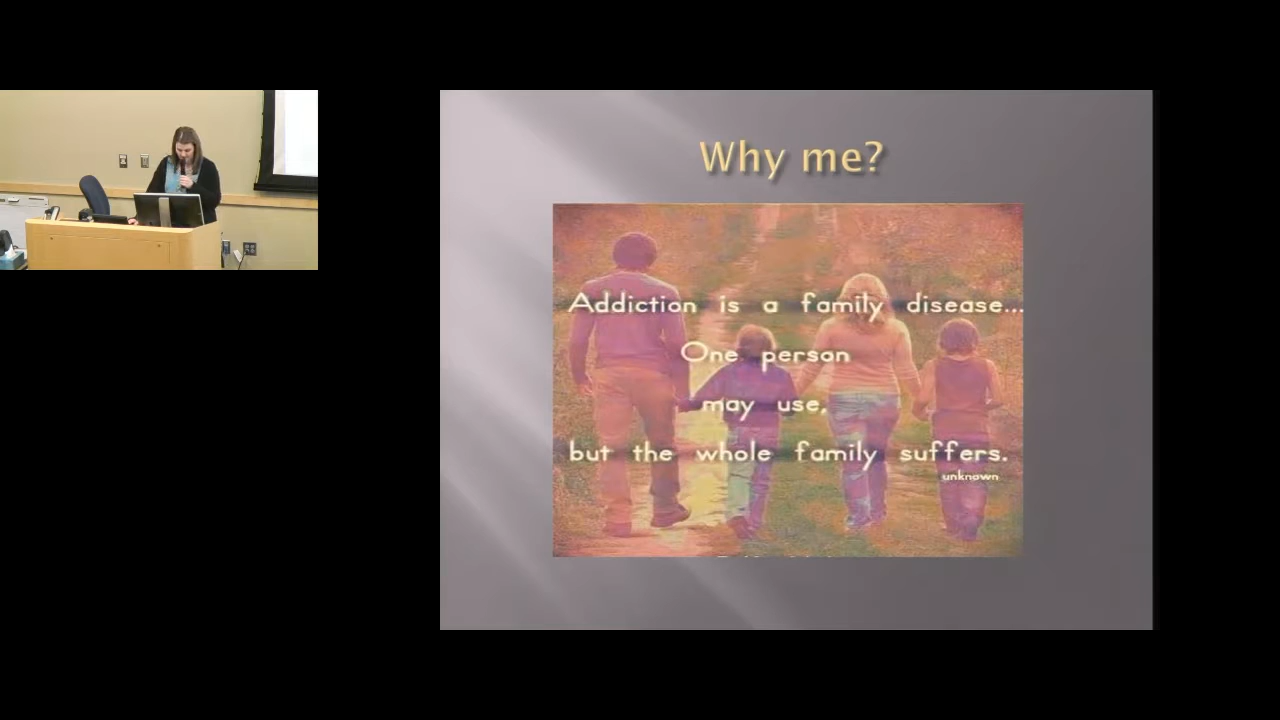 Why me?
Addiction is a family disease...
One person
may use,
but the whole family suffers.
unknown